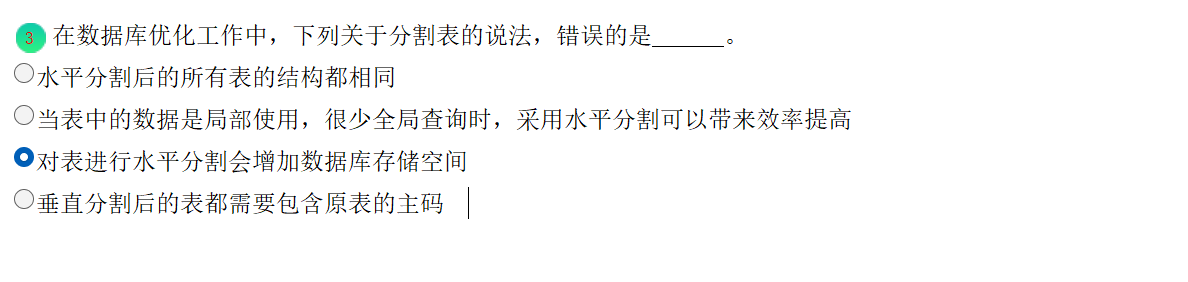 3 在数据库优化工作中，下列关于分割表的说法，错误的是______。
水平分割后的所有表的结构都相同
当表中的数据是局部使用，很少全局查询时，采用水平分割可以带来效率提高
对表进行水平分割会增加数据库存储空间
垂直分割后的表都需要包含原表的主码